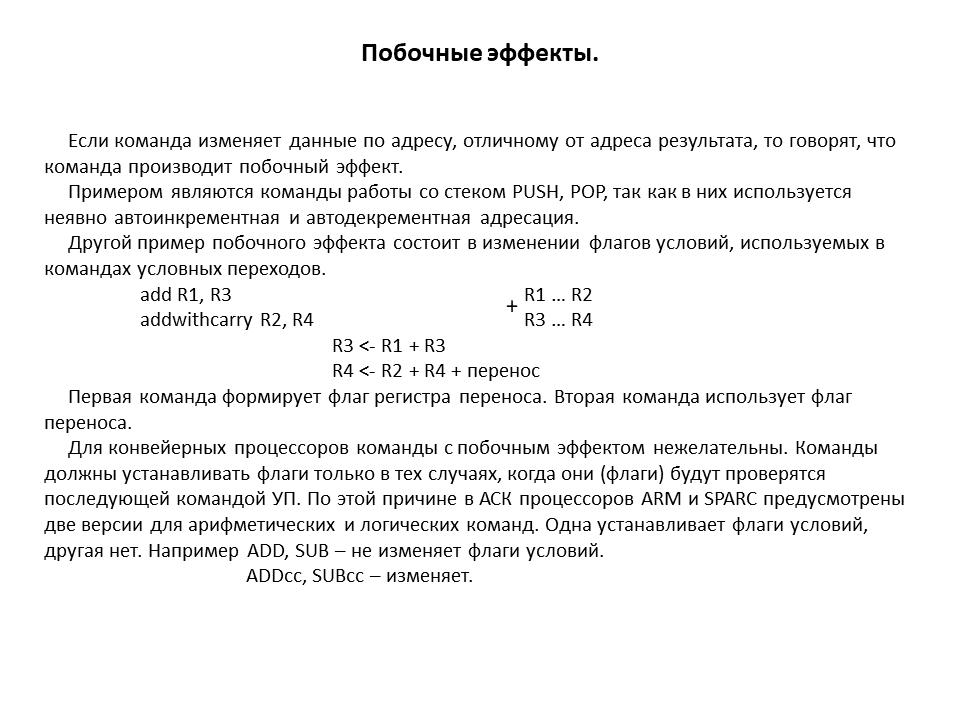 Побочные эффекты.
Если команда изменяет данные по адресу, отличному от адреса результата, то говорят, что
команда производит побочный эффект.
Примером являются команды работы со стеком PUSH, POP, так как в них используется
неявно автоинкрементная и автодекрементная адресация.
Другой пример побочного эффекта состоит в изменении флагов условий, используемых в
командах условных переходов.
add R1, R3 + R1 ... R2
addwithcarry R2, R4 R3 ... R4
R3 <- R1 + R3
R4 <- R2 + R4 + перенос
Первая команда формирует флаг регистра переноса. Вторая команда использует флаг
переноса.
Для конвейерных процессоров команды с побочным эффектом нежелательны. Команды
должны устанавливать флаги только в тех случаях, когда они (флаги) будут проверятся
последующей командой УП. По этой причине в АСК процессоров ARM и SPARC предусмотрены
две версии для арифметических и логических команд. Одна устанавливает флаги условий,
другая нет. Например ADD, SUB – не изменяет флаги условий.
ADDcc, SUBcc – изменяет.